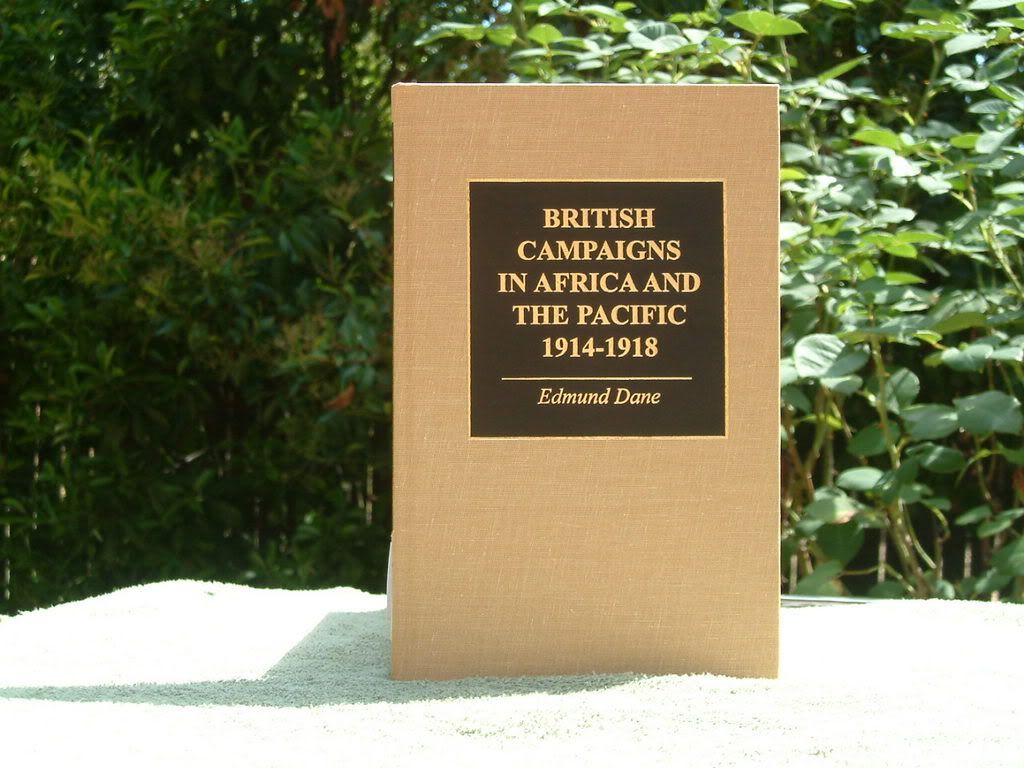 BRITISH
CAMPAIGNS
IN AFRICA AND
THE PACIFIC
1914-1918
Edmund Dane